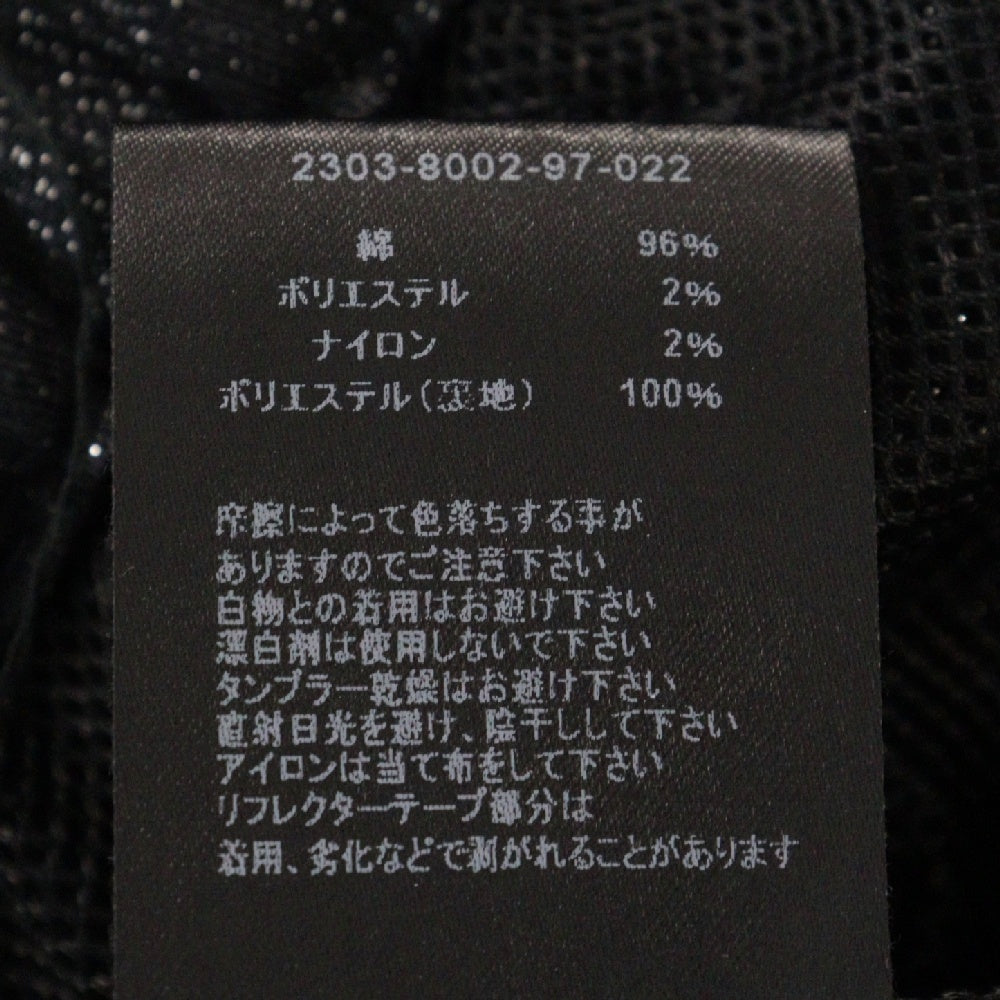 2303-8002-97-022
綿 96%
ポリエステル 2%
ナイロン 2%
ポリエステル(裏地) 100%
摩擦によって色落ちする事が
ありますのでご注意下さい
白物との着用はお避け下さい
漂白剤は使用しないで下さい
タンブラー乾燥はお避け下さい
直射日光を避け、陰干しして下さい
アイロンは当て布をして下さい
リフレクターテープ部分は
着用、劣化などで剥がれることがあります